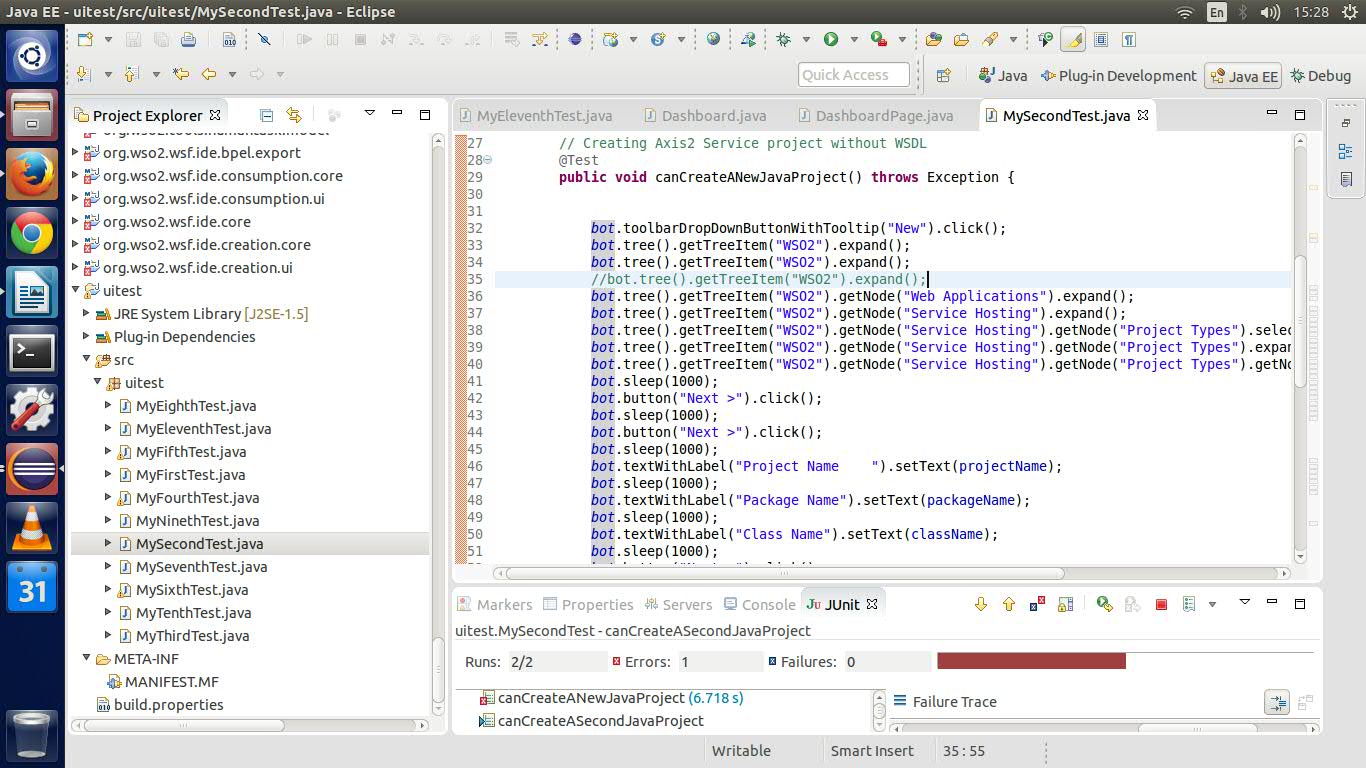 Java EE - uitest/src/uitest/MySecondTest.java - Eclipse
En
15:28
Quick Access
Java
Plug-in Development
Java EE
Debug
Project Explorer
org.wso2.wsf.ide.bpel.export
org.wso2.wsf.ide.consumption.core
org.wso2.wsf.ide.consumption.ui
org.wso2.wsf.ide.core
org.wso2.wsf.ide.creation.core
org.wso2.wsf.ide.creation.ui
uitest
JRE System Library [J2SE-1.5]
Plug-in Dependencies
src
uitest
MyEighthTest.java
MyEleventhTest.java
MyFifthTest.java
MyFirstTest.java
MyFourthTest.java
MyNinethTest.java
MySecondTest.java
MySeventhTest.java
MySixthTest.java
MyTenthTest.java
MyThirdTest.java
META-INF
MANIFEST.MF
build.properties
31
MyEleventhTest.java
Dashboard.java
DashboardPage.java
MySecondTest.java
27 // Creating Axis2 Service project without WSDL
28 @Test
29 public void canCreateANewJavaProject() throws Exception {
30
31
32 bot.toolbarDropDownButtonWithTooltip("New").click();
33 bot.tree().getTreeItem("WSO2").expand();
34 bot.tree().getTreeItem("WSO2").expand();
35 //bot.tree().getTreeItem("WSO2").expand();
36 bot.tree().getTreeItem("WSO2").getNode("Web Applications").expand();
37 bot.tree().getTreeItem("WSO2").getNode("Service Hosting").expand();
38 bot.tree().getTreeItem("WSO2").getNode("Service Hosting").getNode("Project Types").selec
39 bot.tree().getTreeItem("WSO2").getNode("Service Hosting").getNode("Project Types").expan
40 bot.tree().getTreeItem("WSO2").getNode("Service Hosting").getNode("Project Types").getNo
41 bot.sleep(1000);
42 bot.button("Next >").click();
43 bot.sleep(1000);
44 bot.button("Next >").click();
45 bot.sleep(1000);
46 bot.textWithLabel("Project Name    ").setText(projectName);
47 bot.sleep(1000);
48 bot.textWithLabel("Package Name").setText(packageName);
49 bot.sleep(1000);
50 bot.textWithLabel("Class Name").setText(className);
51 bot.sleep(1000);
Markers
Properties
Servers
Console
JUnit
uitest.MySecondTest - canCreateASecondJavaProject
Runs: 2/2
Errors: 1
Failures: 0
canCreateANewJavaProject (6.718 s)
canCreateASecondJavaProject
Failure Trace
Writable
Smart Insert
35 : 55